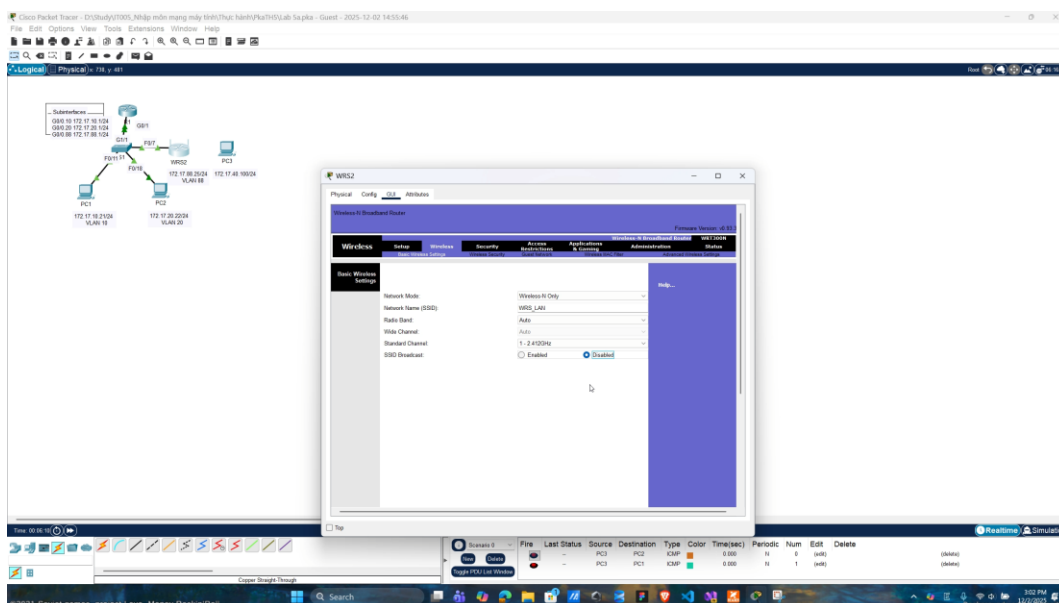 Cisco Packet Tracer - D:\Study\IT005_Nhập môn mạng máy tính\Thực hành\PkaTHS\Lab 5a.pka - Guest - 2025-12-02 14:55:46
File Edit Options View Tools Extensions Window Help
Logical Physical x: 738, y: 481
Root
Subinterfaces
G0/0.10 172.17.10.1/24
G0/0.20 172.17.20.1/24
G0/0.88 172.17.88.1/24
G0/1
G1/1
F0/7
F0/11
F0/18
WRS2
172.17.88.25/24
VLAN 88
PC3
172.17.40.100/24
PC1
172.17.10.21/24
VLAN 10
PC2
172.17.20.22/24
VLAN 20
WRS2
Physical Config GUI Attributes
Wireless-N Broadband Router
Firmware Version: v0.93.3
Wireless-N Broadband Router WRT300N
Wireless Setup Wireless Security Access Restrictions Applications & Gaming Administration Status
Basic Wireless Settings Wireless Security Guest Network Wireless MAC Filter Advanced Wireless Settings
Basic Wireless
Settings
Help...
Network Mode: Wireless-N Only
Network Name (SSID): WRS_LAN
Radio Band: Auto
Wide Channel: Auto
Standard Channel: 1 - 2.412GHz
SSID Broadcast: Enabled Disabled
Top
Time: 00:06:18
Realtime Simulati
Scenario 0
New Delete
Toggle PDU List Window
Fire Last Status Source Destination Type Color Time(sec) Periodic Num Edit Delete
-- PC3 PC2 ICMP 0.000 N 0 (edit) (delete)
-- PC3 PC1 ICMP 0.000 N 1 (edit) (delete)
Copper Straight-Through
Search
3:02 PM
12/2/2025